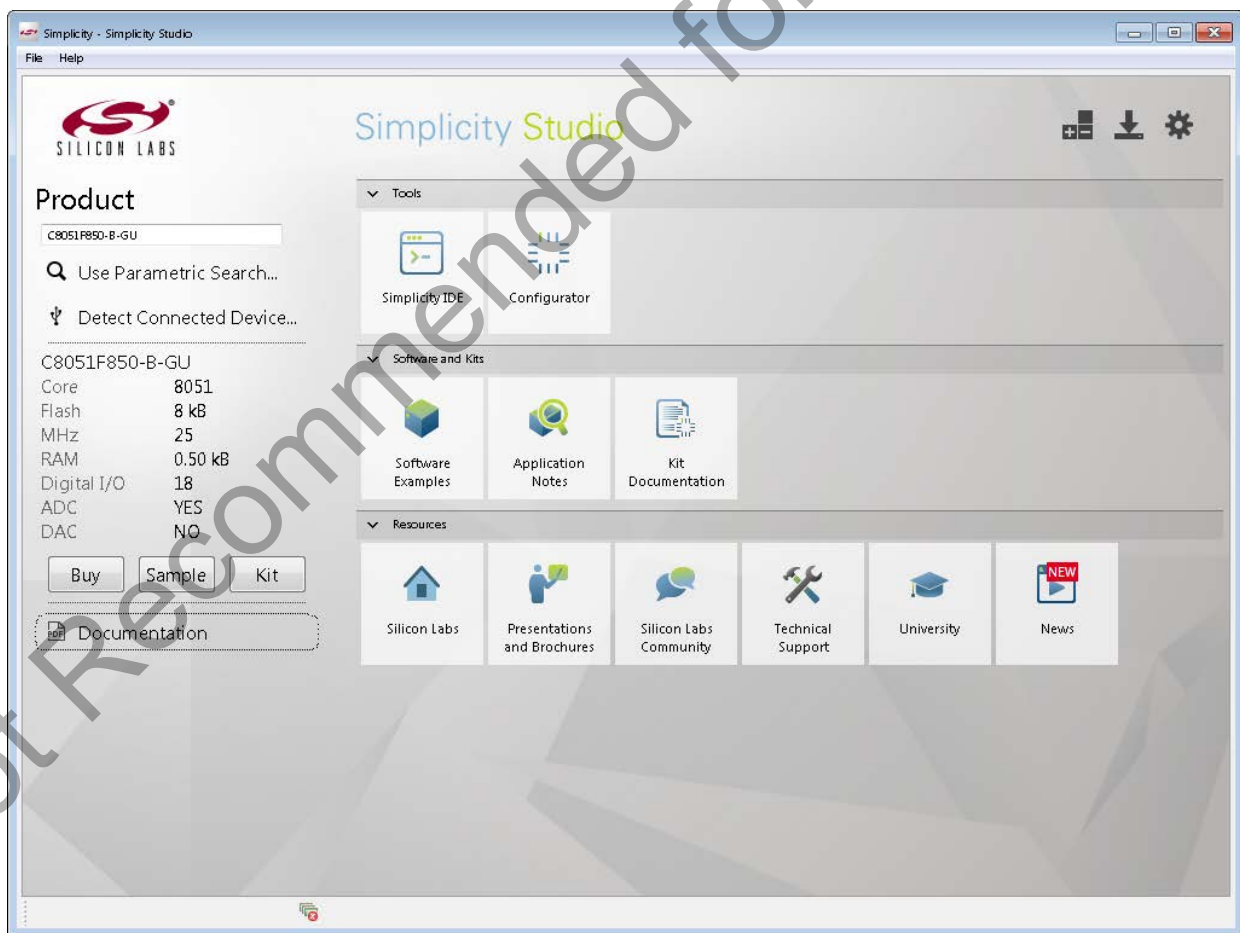 Simplicity - Simplicity Studio
File Help
SILICON LABS
Simplicity Studio
Product
C8051F850-B-GU
Use Parametric Search...
Detect Connected Device...
C8051F850-B-GU
Core 8051
Flash 8 kB
MHz 25
RAM 0.50 kB
Digital I/O 18
ADC YES
DAC NO
Buy Sample Kit
PDF Documentation
Tools
Simplicity IDE
Configurator
Software and Kits
Software
Examples
Application
Notes
Kit
Documentation
Resources
Silicon Labs
Presentations
and Brochures
Silicon Labs
Community
Technical
Support
University
NEW
News
Recommended for